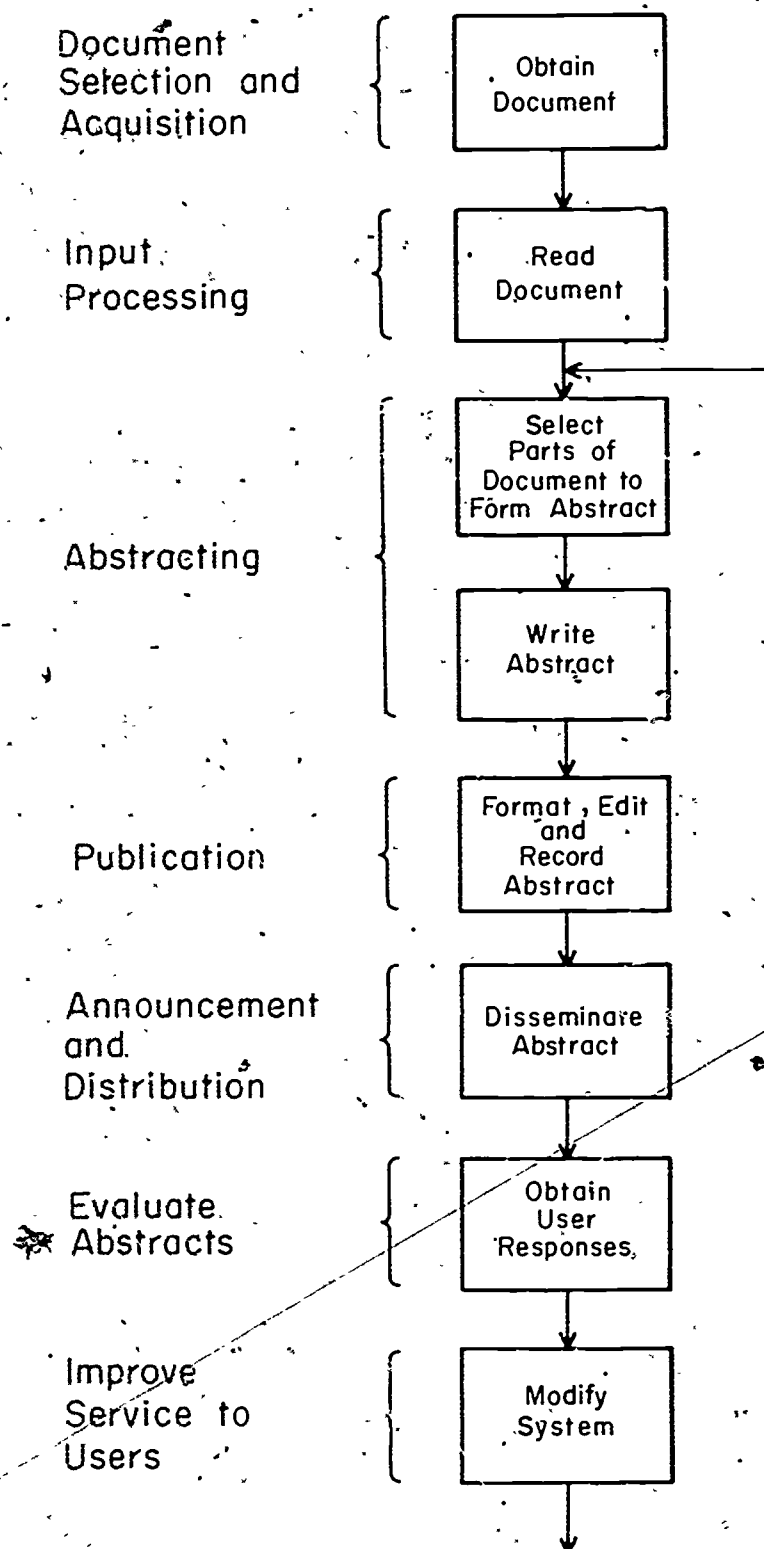 Document
Selection and
Acquisition
Obtain
Document
Input
Processing
Read
Document
Abstracting
Select
Parts of
Document to
Form Abstract
Write
Abstract
Publication
Format, Edit
and
Record
Abstract
Announcement
and
Distribution
Disseminate
Abstract
Evaluate
Abstracts
Obtain
User
Responses
Improve
Service to
Users
Modify
System